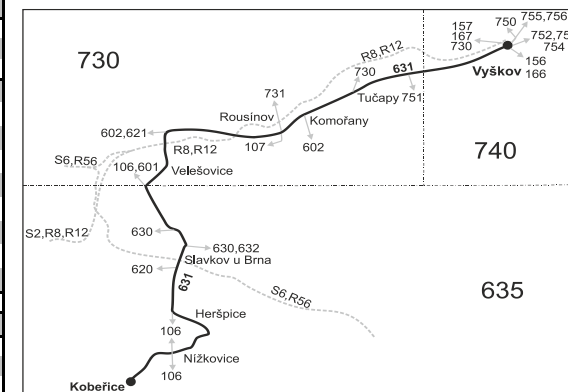 755,756
157
750
167
730
752,75
754
730
R8,R12
Vyškov
156
166
631
730
731
Tučapy
751
Rousínov
Komořany
602,621
740
R8,R12
107
602
S6,R56
106,601
Velešovice
S2,R8,R12
630
630,632
Slavkov u Brna
620
631
S6,R56
635
Heršpice
106
Nížkovice
106
Kobeřice